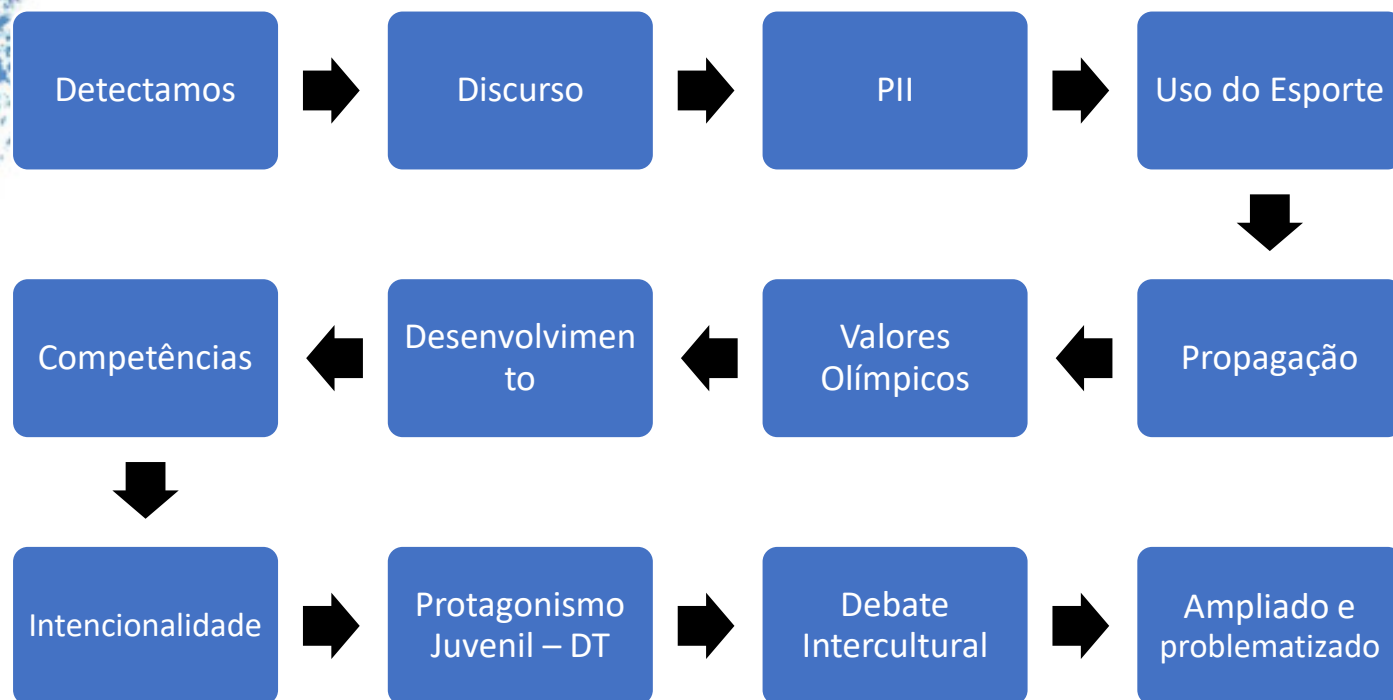 Detectamos
Discurso
PII
Uso do Esporte
Propagação
Valores
Olímpicos
Desenvolvimen
to
Competências
Intencionalidade
Protagonismo
Juvenil – DT
Debate
Intercultural
Ampliado e
problematizado